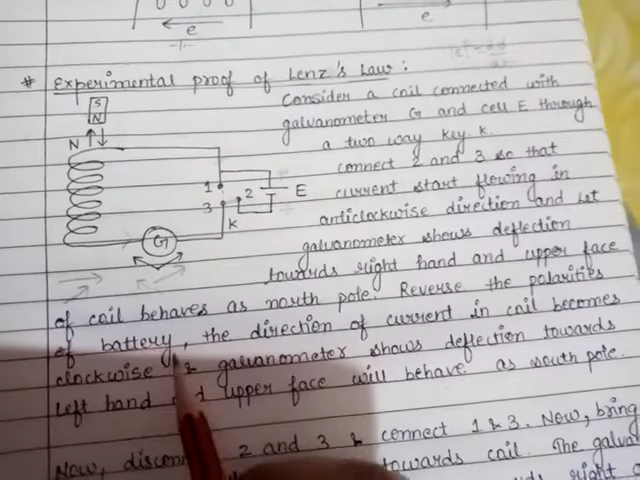 e
e
* Experimental proof of Lenz's Law :
S
N
Consider a coil connected with
galvanometer G and cell E through
a two way key. K.
N
connect 2 and 3 so that
1
2
3
E
K
G
current start flowing in
anticlockwise direction and let
galvanometer shows deflection
towards right hand and upper face
of coil behaves as north pole. Reverse the polarities
of battery, the direction of current in coil becomes
clockwise & galvanometer shows deflection towards
left hand upper face will behave as south pole.
Now, 2 and 3 & connect 1 & 3. Now, bring
towards coil. The
right